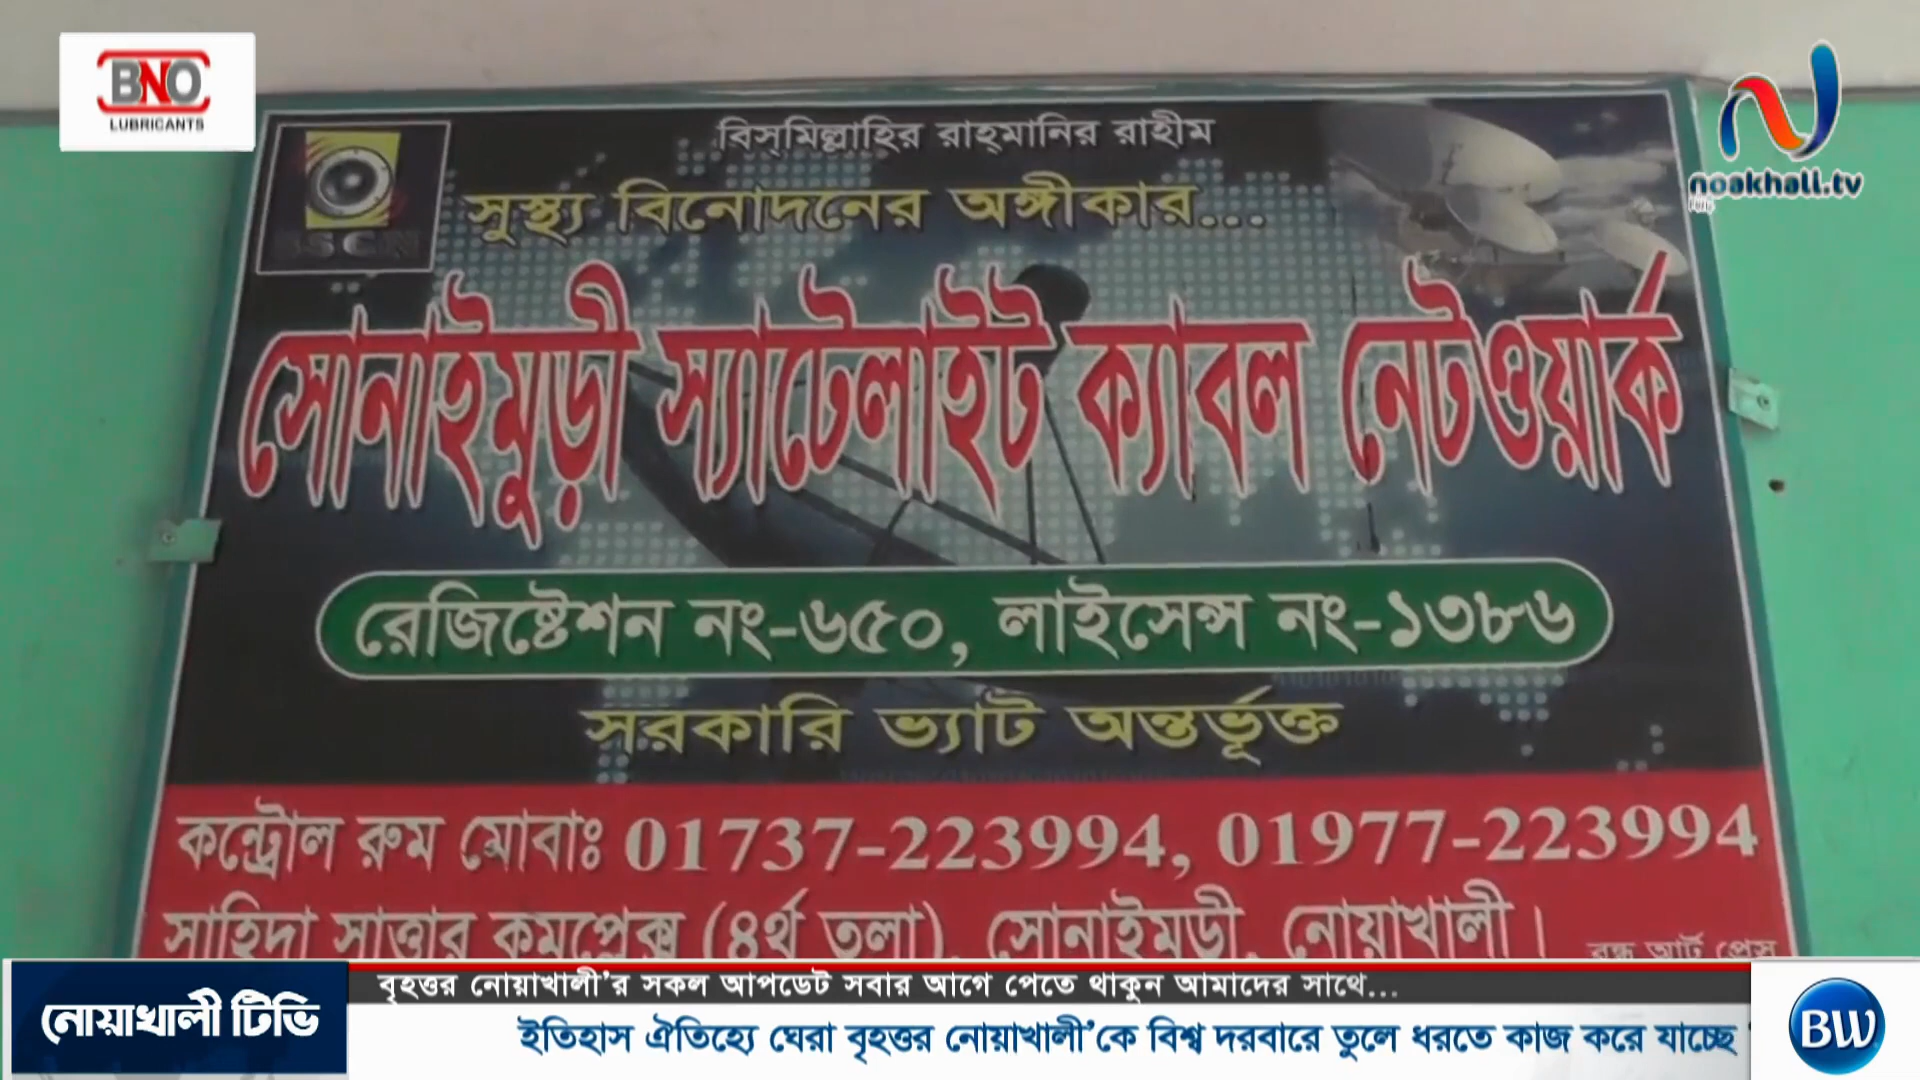 BNO
LUBRICANTS
noakhali.tv
বিস্‌মিল্লাহির রাহ্‌মানির রাহীম
সুস্থ্য বিনোদনের অঙ্গীকার...
SCN
সোনাইমুড়ী স্যাটেলাইট ক্যাবল নেটওয়ার্ক
রেজিষ্টেশন নং-৬৫০, লাইসেন্স নং-১৩৮৬
সরকারি ভ্যাট অন্তর্ভূক্ত
কন্ট্রোল রুম মোবাঃ 01737-223994, 01977-223994
সাহিদা সাত্তার কমপ্লেক্স (৪র্থ তলা), সোনাইমুড়ী, নোয়াখালী।
আর্ট প্রেস
বৃহত্তর নোয়াখালী'র সকল আপডেট সবার আগে পেতে থাকুন আমাদের সাথে...
নোয়াখালী টিভি
ইতিহাস ঐতিহ্যে ঘেরা বৃহত্তর নোয়াখালী'কে বিশ্ব দরবারে তুলে ধরতে কাজ করে যাচ্ছে '
BW